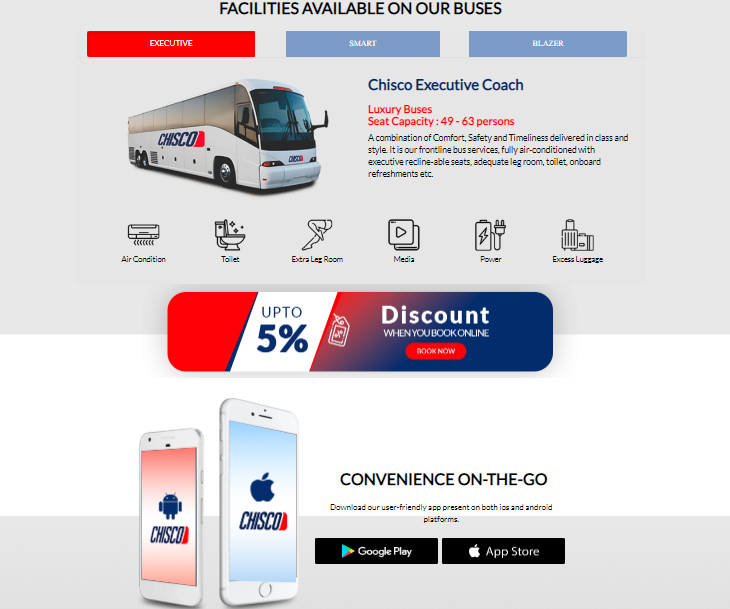 FACILITIES AVAILABLE ON OUR BUSES
EXECUTIVE
SMART
BLAZER
Chisco Executive Coach
Luxury Buses
Seat Capacity : 49 - 63 persons
A combination of Comfort, Safety and Timeliness delivered in class and
style. It is our frontline bus services, fully air-conditioned with
executive recline-able seats, adequate leg room, toilet, onboard
refreshments etc.
CHISCO
CHISCO
Air Condition
Toilet
Extra Leg Room
Media
Power
Excess Luggage
UPTO
5%
Discount
WHEN YOU BOOK ONLINE
BOOK NOW
CHISCO
CHISCO
CONVENIENCE ON-THE-GO
Download our user-friendly app present on both ios and android
platforms.
Google Play
App Store